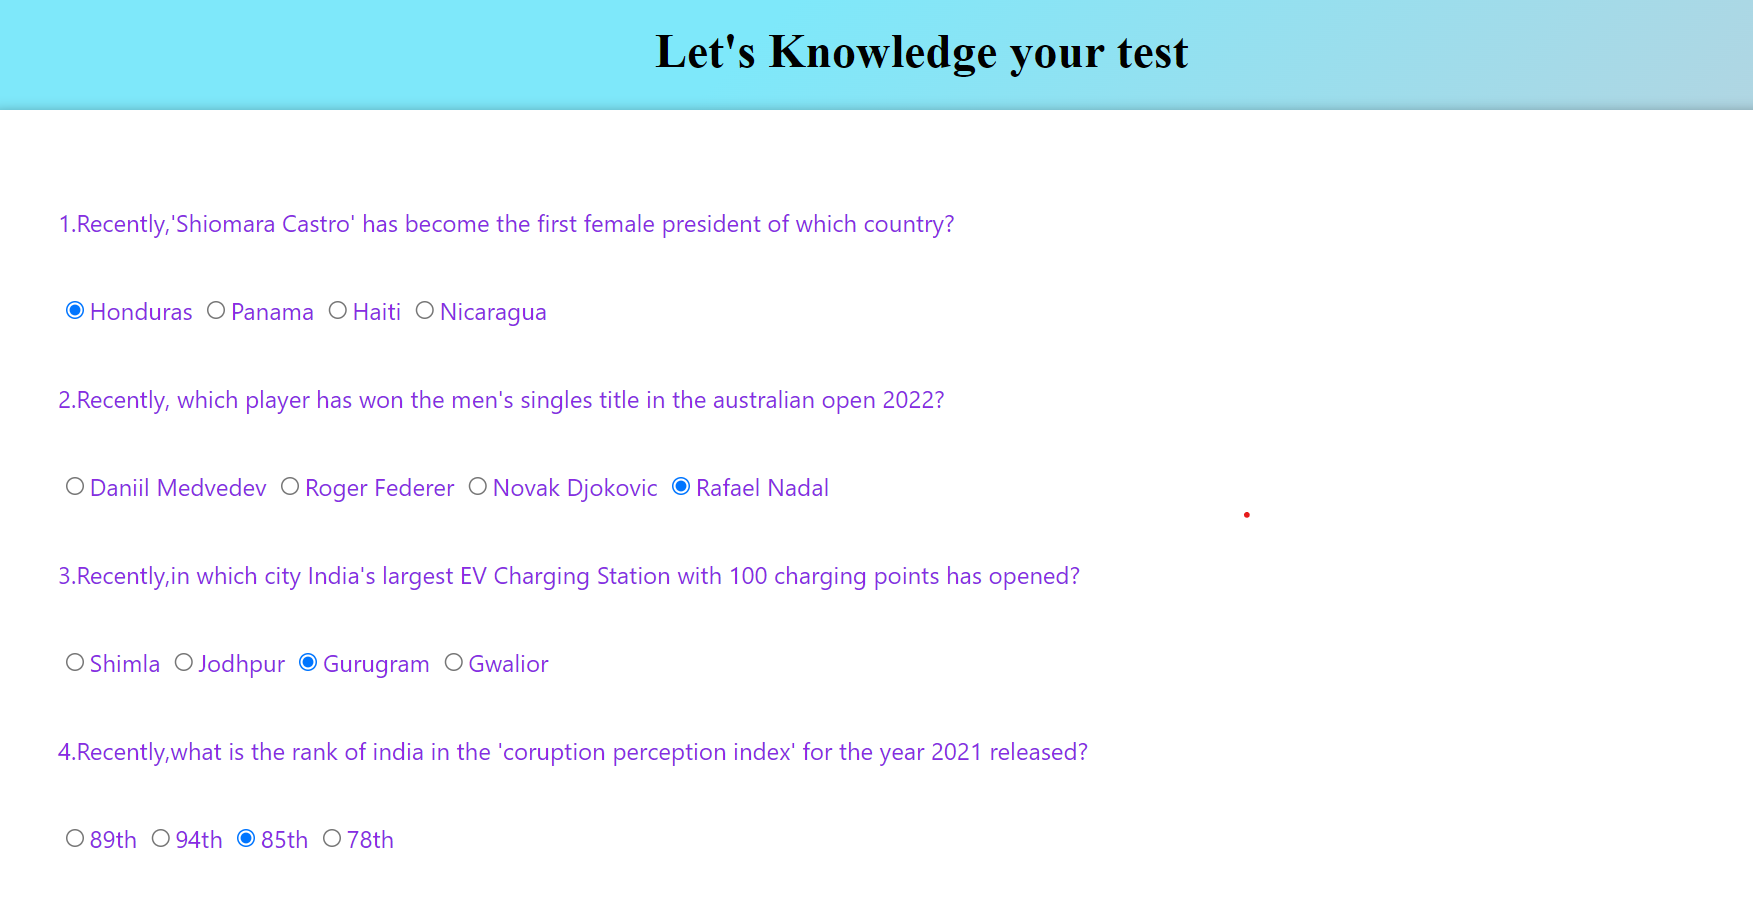 Let's Knowledge your test
1.Recently,'Shiomara Castro' has become the first female president of which country?
Honduras Panama Haiti Nicaragua
2.Recently, which player has won the men's singles title in the australian open 2022?
Daniil Medvedev Roger Federer Novak Djokovic Rafael Nadal
3.Recently,in which city India's largest EV Charging Station with 100 charging points has opened?
Shimla Jodhpur Gurugram Gwalior
4.Recently,what is the rank of india in the 'coruption perception index' for the year 2021 released?
89th 94th 85th 78th